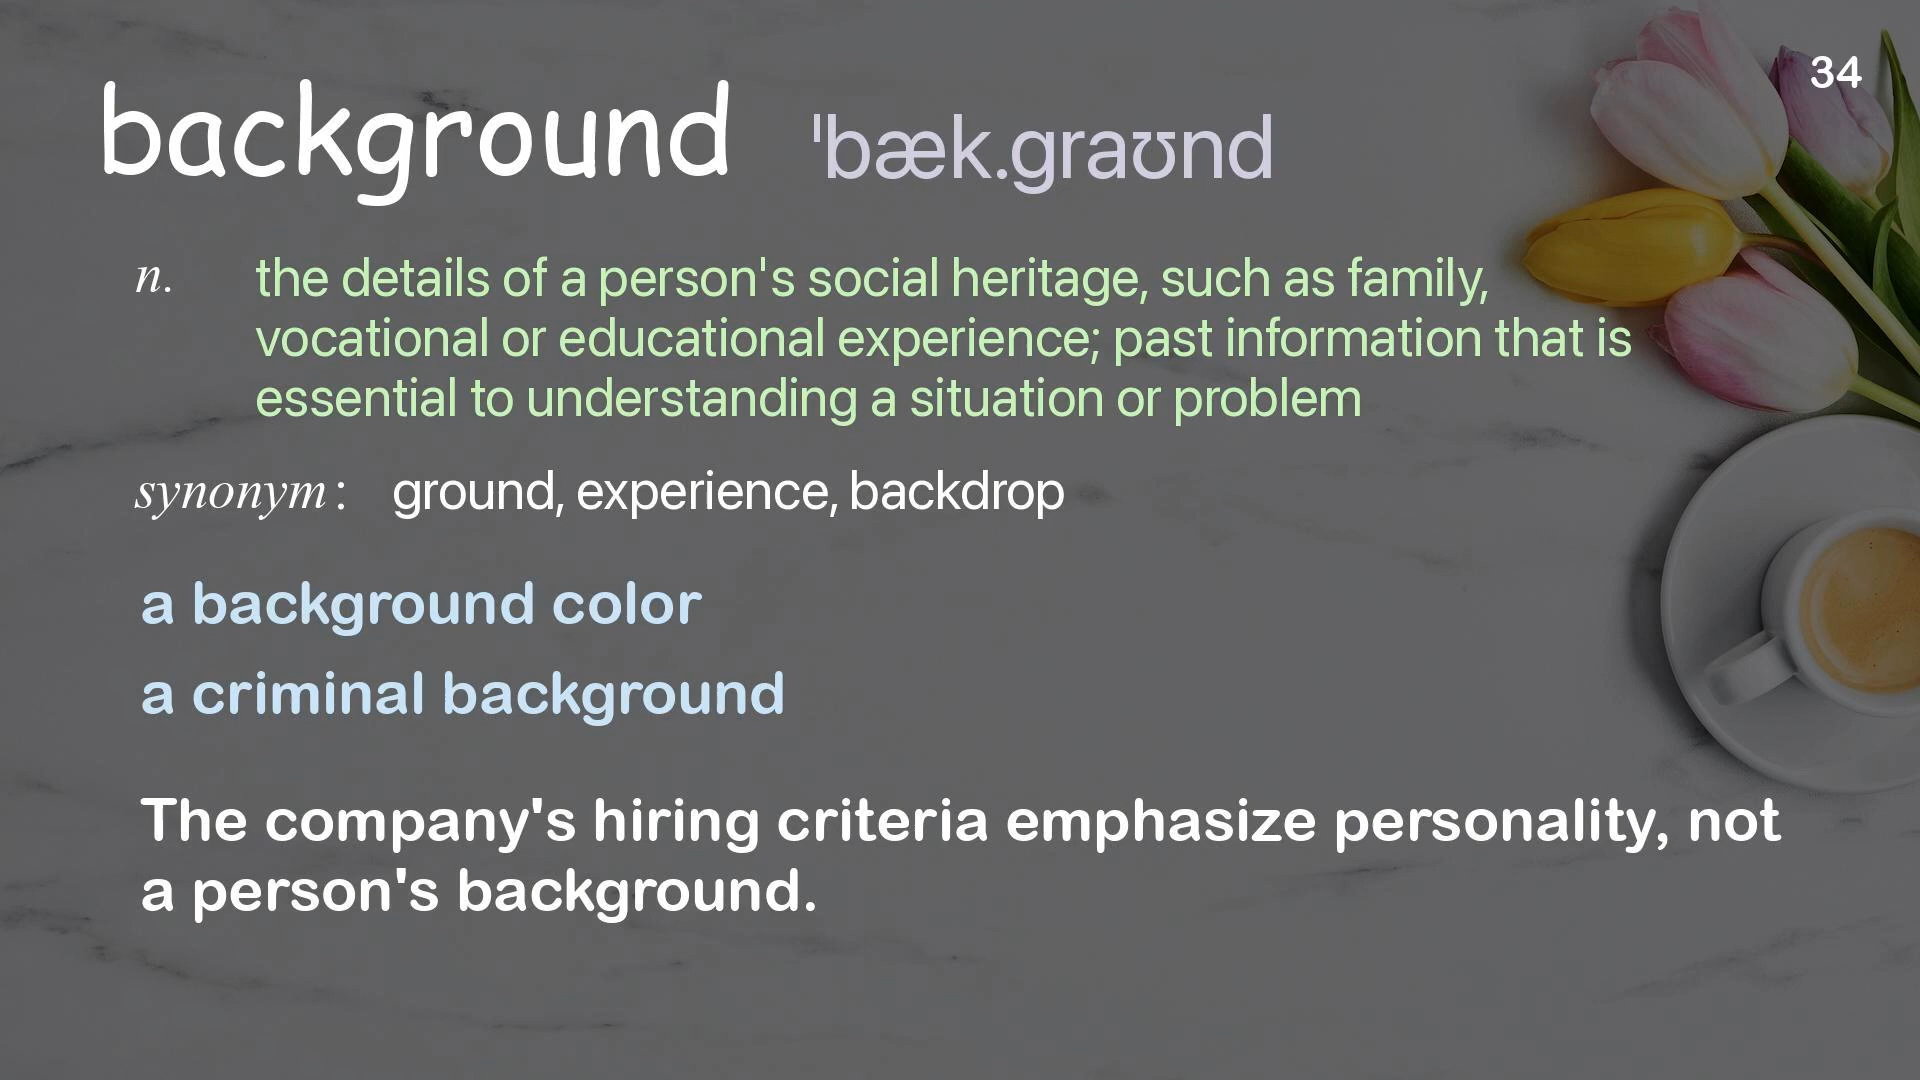 34
background ˈbæk.graʊnd
n. the details of a person's social heritage, such as family,
vocational or educational experience; past information that is
essential to understanding a situation or problem
synonym: ground, experience, backdrop
a background color
a criminal background
The company's hiring criteria emphasize personality, not
a person's background.